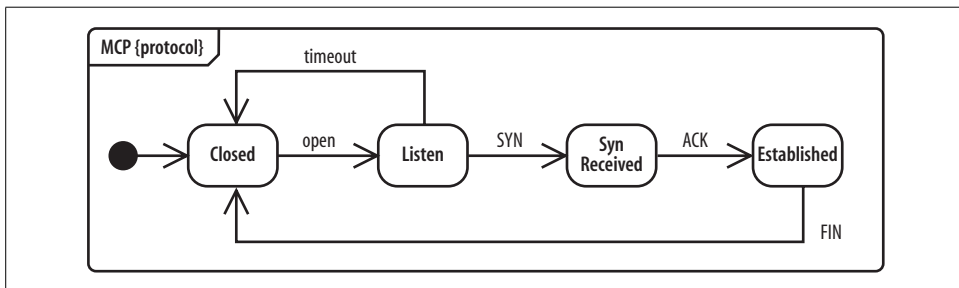 MCP {protocol}
timeout
Closed
open
Listen
SYN
Syn
Received
ACK
Established
FIN